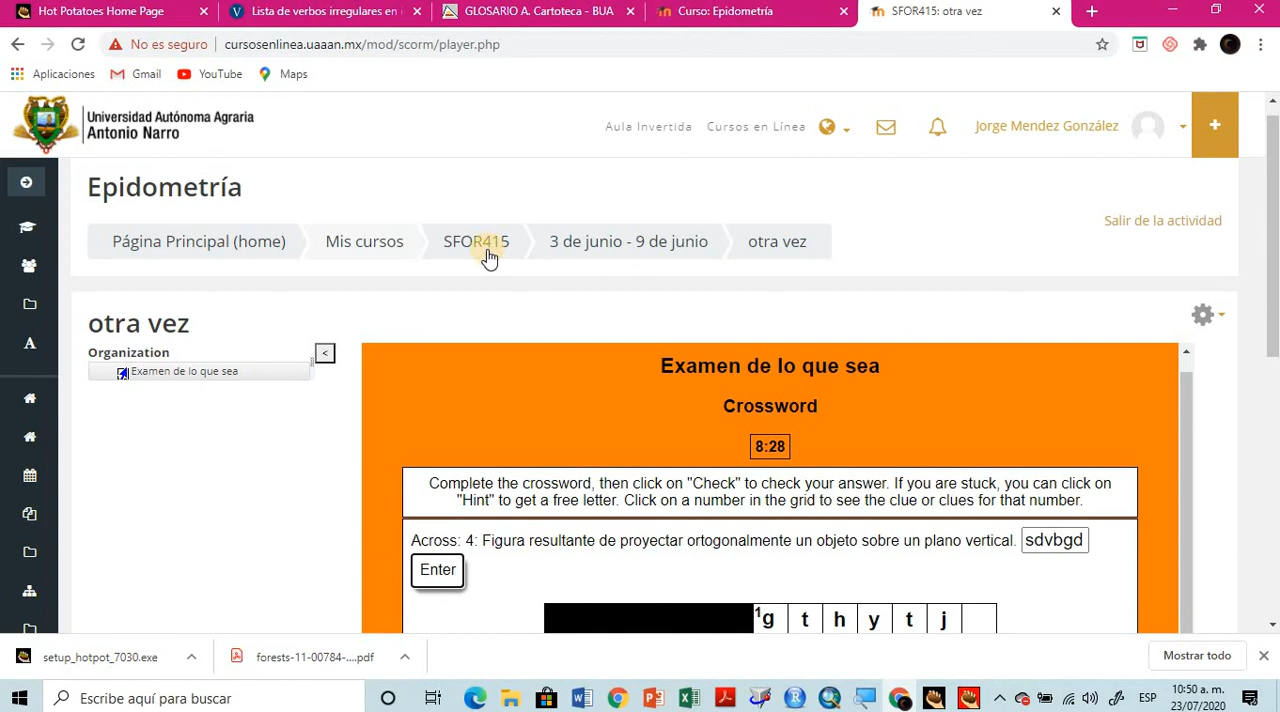 Hot Potatoes Home Page
Lista de verbos irregulares en i
GLOSARIO A. Cartoteca - BUA
Curso: Epidometría
SFOR415: otra vez
No es seguro
cursosenlinea.uaaan.mx/mod/scorm/player.php
Aplicaciones
Gmail
YouTube
Maps
Universidad Autónoma Agraria
Antonio Narro
Aula Invertida
Cursos en Línea
Jorge Mendez González
Epidometría
Salir de la actividad
Página Principal (home)
Mis cursos
SFOR415
3 de junio - 9 de junio
otra vez
otra vez
Organization
<
Examen de lo que sea
Examen de lo que sea
Crossword
8:28
Complete the crossword, then click on "Check" to check your answer. If you are stuck, you can click on
"Hint" to get a free letter. Click on a number in the grid to see the clue or clues for that number.
Across: 4: Figura resultante de proyectar ortogonalmente un objeto sobre un plano vertical. sdvbgd
Enter
1 g t h y t j
setup_hotpot_7030.exe
forests-11-00784-....pdf
Mostrar todo
Escribe aquí para buscar
ESP
10:50 a. m.
23/07/2020